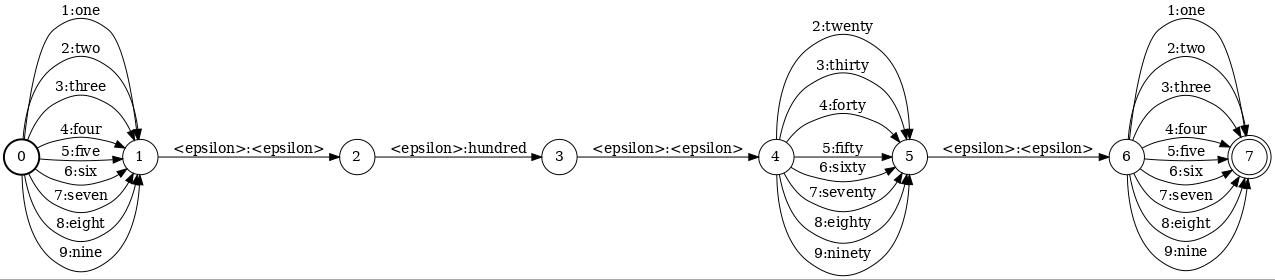 1:one
2:two
3:three
4:four
5:five
6:six
7:seven
8:eight
9:nine
0
1
<epsilon>:<epsilon>
2
<epsilon>:hundred
3
<epsilon>:<epsilon>
4
2:twenty
3:thirty
4:forty
5:fifty
6:sixty
7:seventy
8:eighty
9:ninety
5
<epsilon>:<epsilon>
6
1:one
2:two
3:three
4:four
5:five
6:six
7:seven
8:eight
9:nine
7